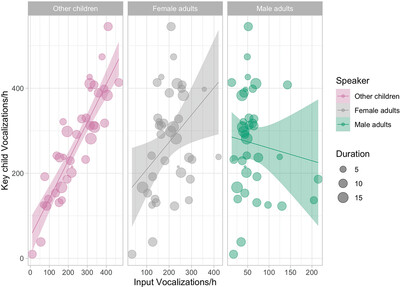 Other children Female adults Male adults
Key child Vocalizations/h
400
200
0
0 100 200 300 400 0 100 200 300 400 0 50 100 150 200
Input Vocalizations/h
Speaker
Other children
Female adults
Male adults
Duration
5
10
15